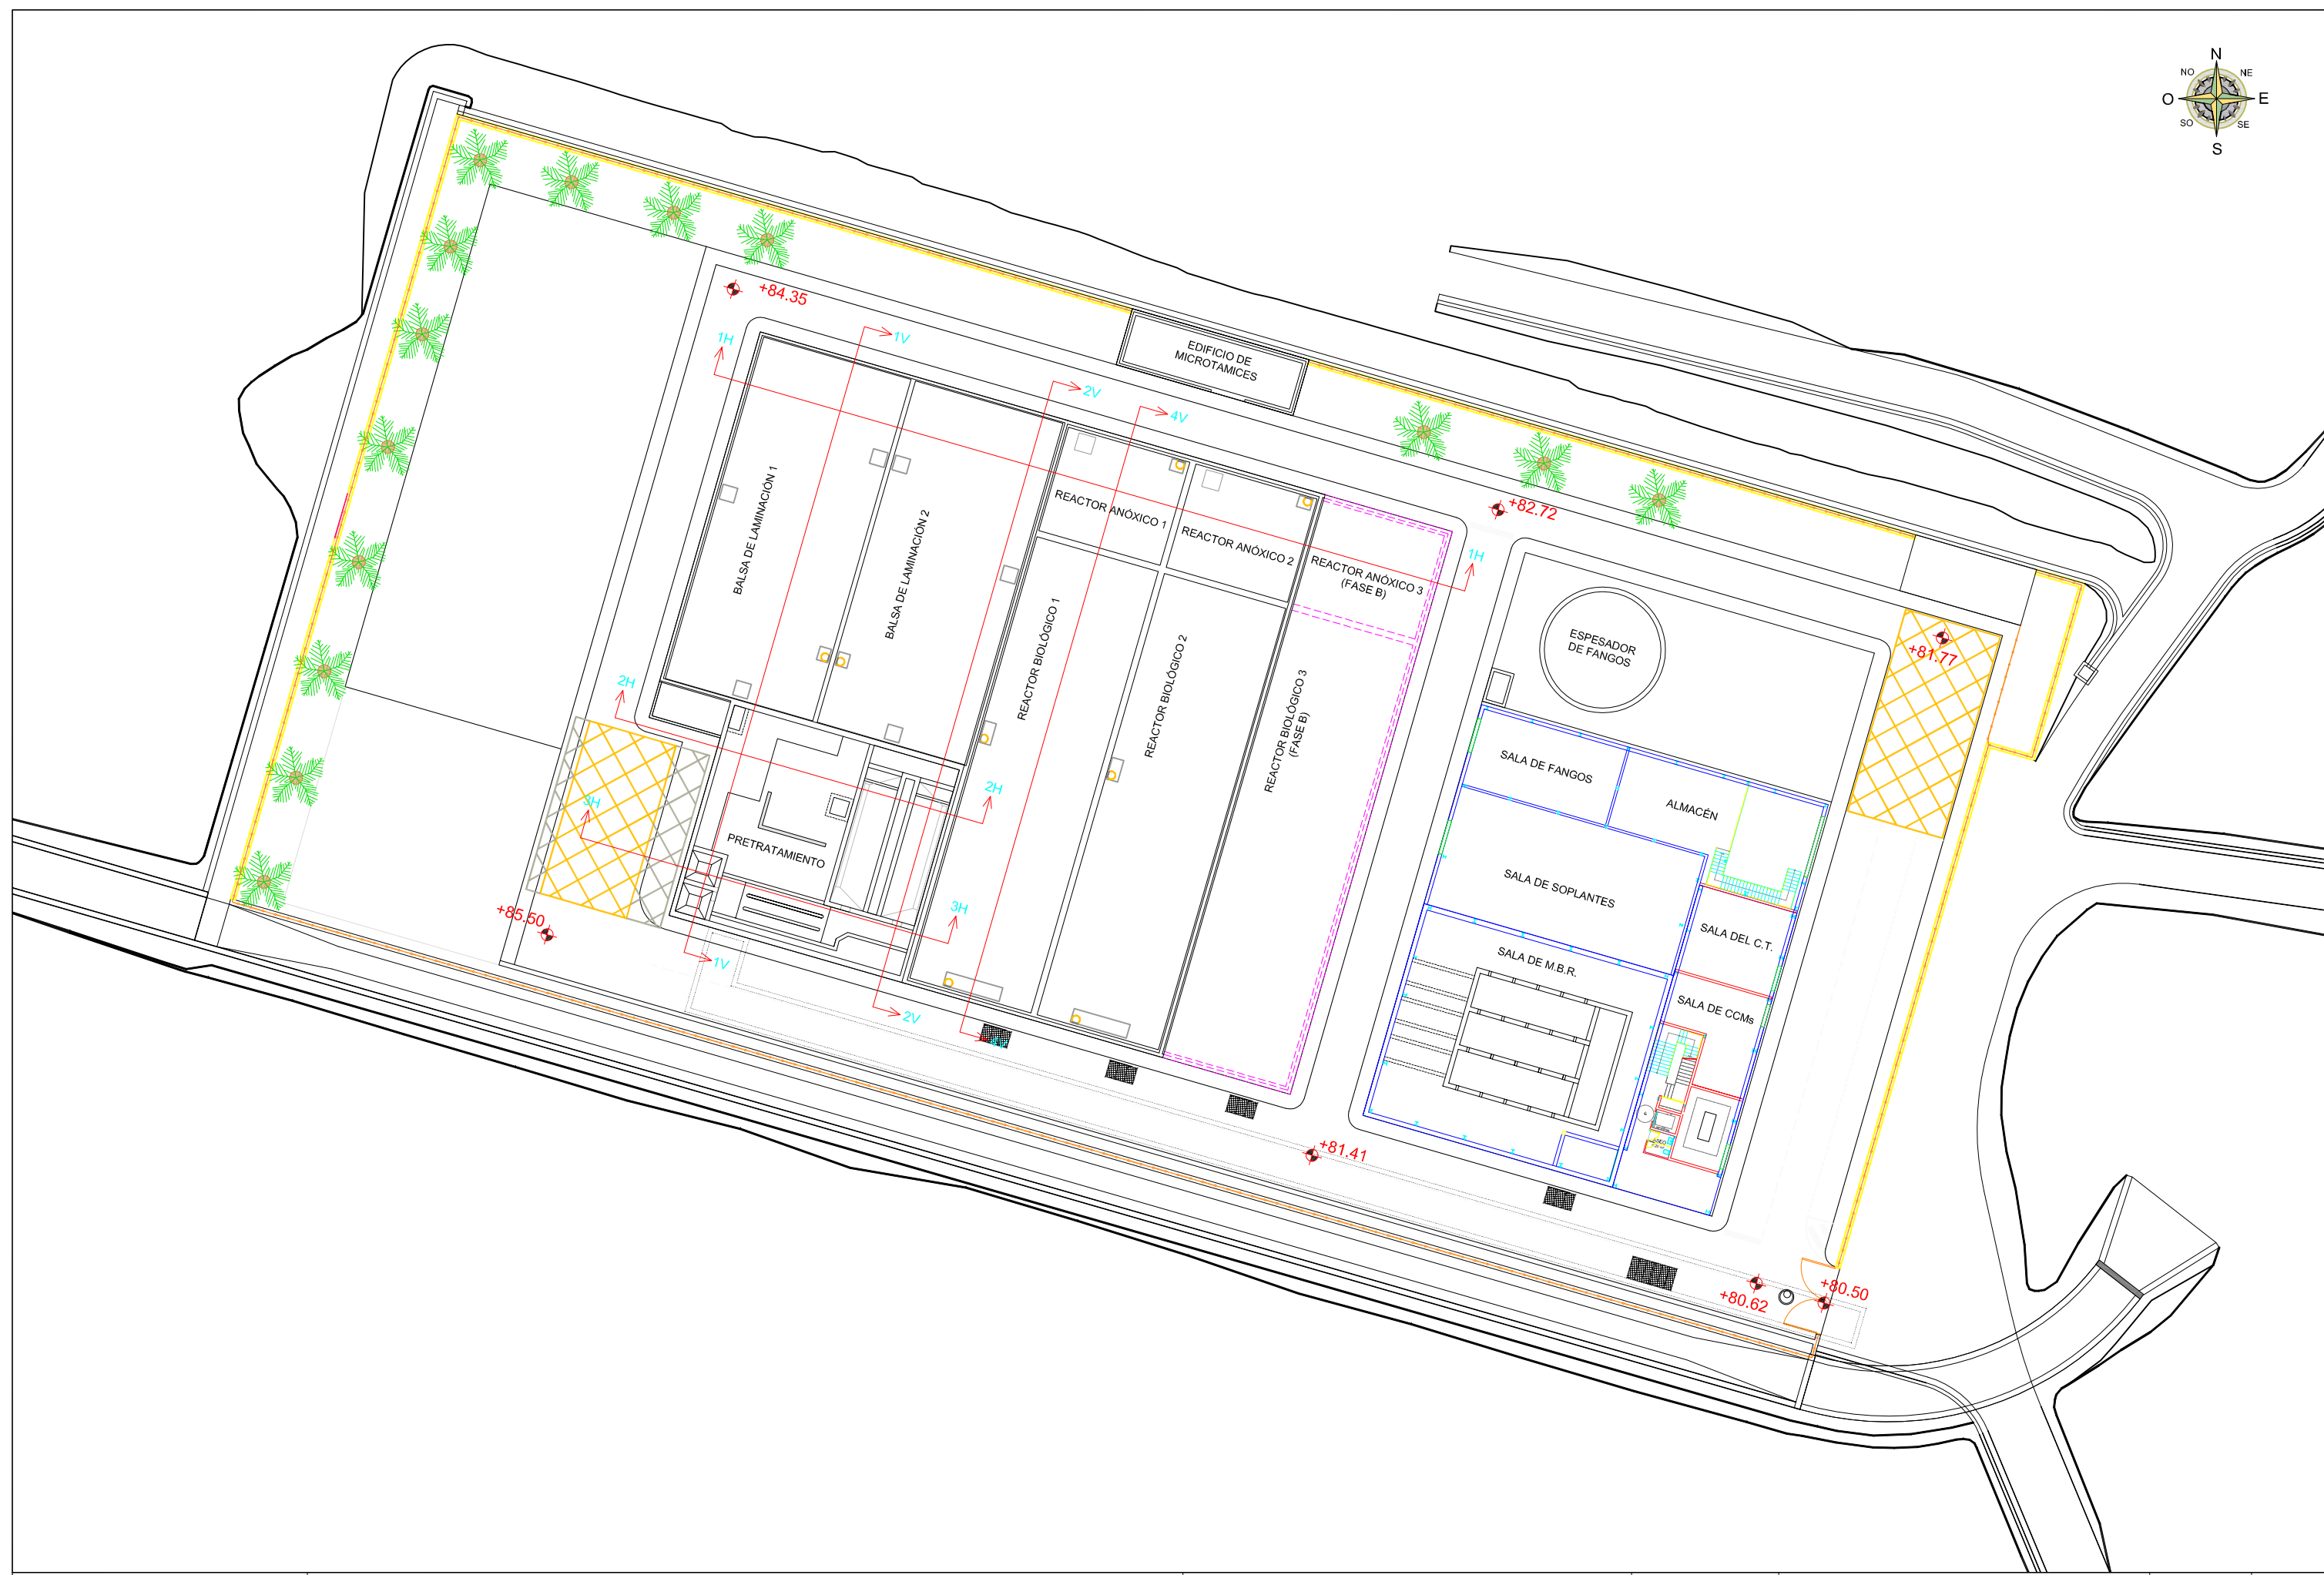 N
NO
NE
O
E
SO
SE
S
+84.35
1V
1H
EDIFICIO DE
MICROTAMICES
2V
4V
BALSA DE LAMINACIÓN 1
BALSA DE LAMINACIÓN 2
REACTOR ANÓXICO 1
REACTOR ANÓXICO 2
REACTOR ANÓXICO 3
(FASE B)
+82.72
1H
REACTOR BIOLÓGICO 1
REACTOR BIOLÓGICO 2
REACTOR BIOLÓGICO 3
(FASE B)
ESPESADOR
DE FANGOS
+81.77
2H
2H
3H
PRETRATAMIENTO
SALA DE FANGOS
ALMACÉN
SALA DE SOPLANTES
+85.50
3H
SALA DEL C.T.
1V
SALA DE M.B.R.
SALA DE CCMs
2V
+81.41
+80.62
+80.50